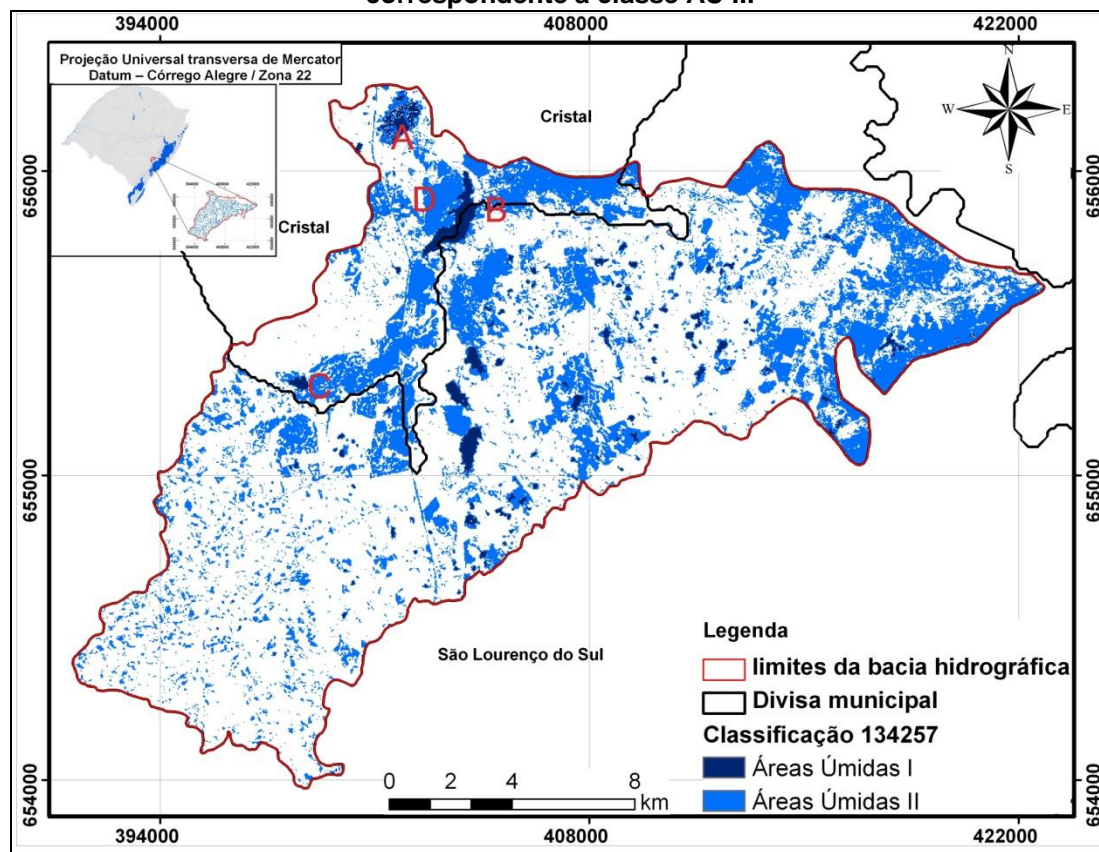 correspondente à classe AU III
394000 408000 422000
Projeção Universal transversa de Mercator
Datum – Córrego Alegre / Zona 22
N
W E
S
Cristal
A
656000 656000
D
B
Cristal
C
655000 655000
São Lourenço do Sul
Legenda
limites da bacia hidrográfica
Divisa municipal
Classificação 134257
Áreas Úmidas I
Áreas Úmidas II
0 2 4 8
km
654000 654000
394000 408000 422000